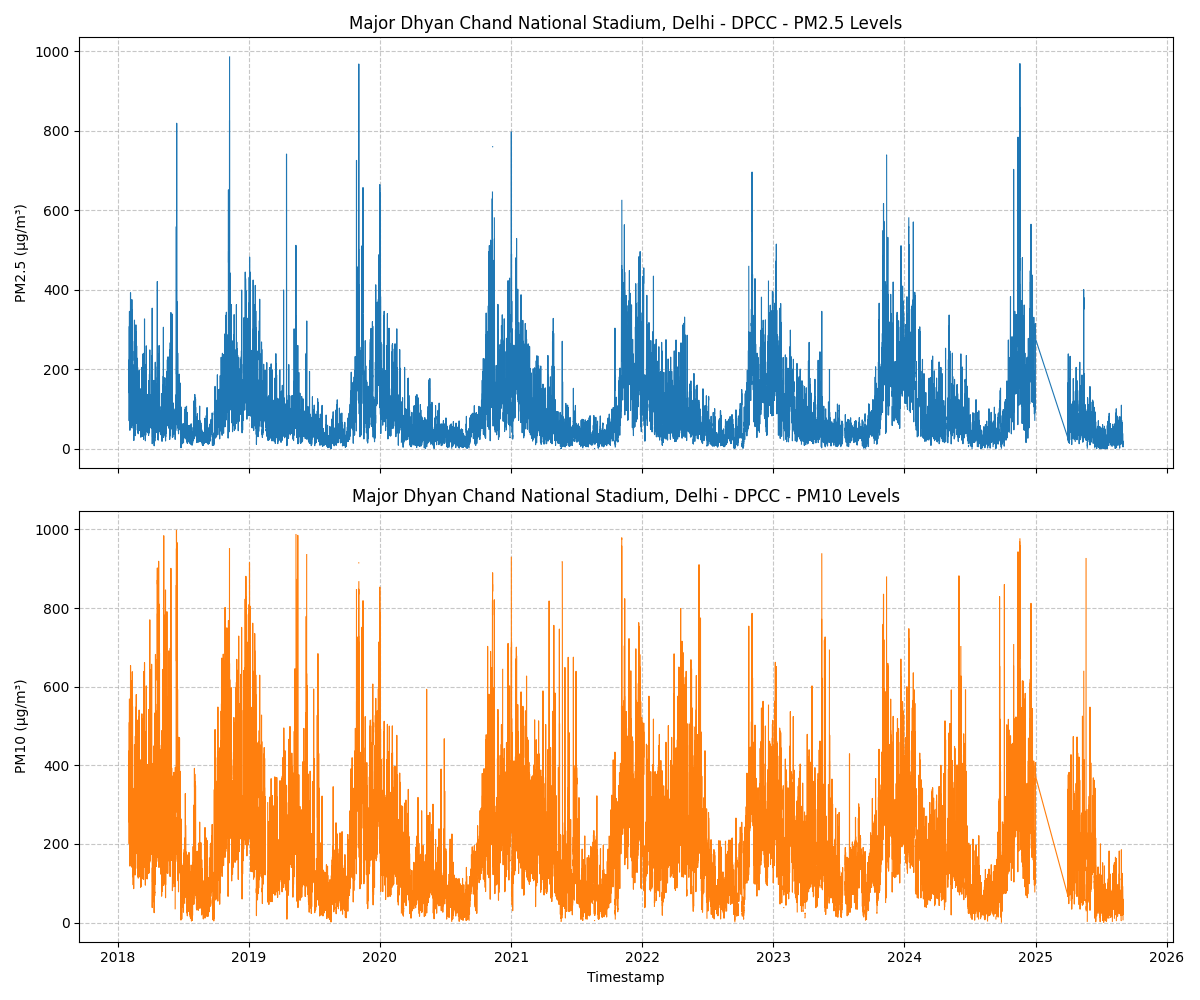 Major Dhyan Chand National Stadium, Delhi - DPCC - PM2.5 Levels
1000
800
600
400
200
0
PM2.5 (µg/m³)
Major Dhyan Chand National Stadium, Delhi - DPCC - PM10 Levels
1000
800
600
400
200
0
PM10 (µg/m³)
2018 2019 2020 2021 2022 2023 2024 2025 2026
Timestamp